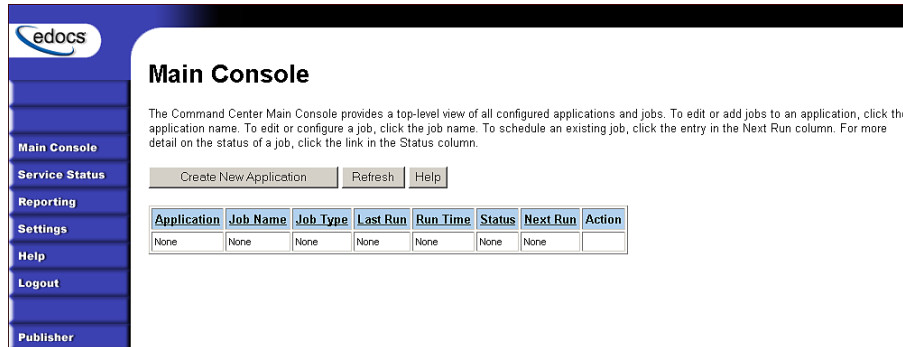 edocs
Main Console
The Command Center Main Console provides a top-level view of all configured applications and jobs. To edit or add jobs to an application, click the
application name. To edit or configure a job, click the job name. To schedule an existing job, click the entry in the Next Run column. For more
detail on the status of a job, click the link in the Status column.
Create New Application Refresh Help
Application Job Name Job Type Last Run Run Time Status Next Run Action
None None None None None None None
Main Console
Service Status
Reporting
Settings
Help
Logout
Publisher